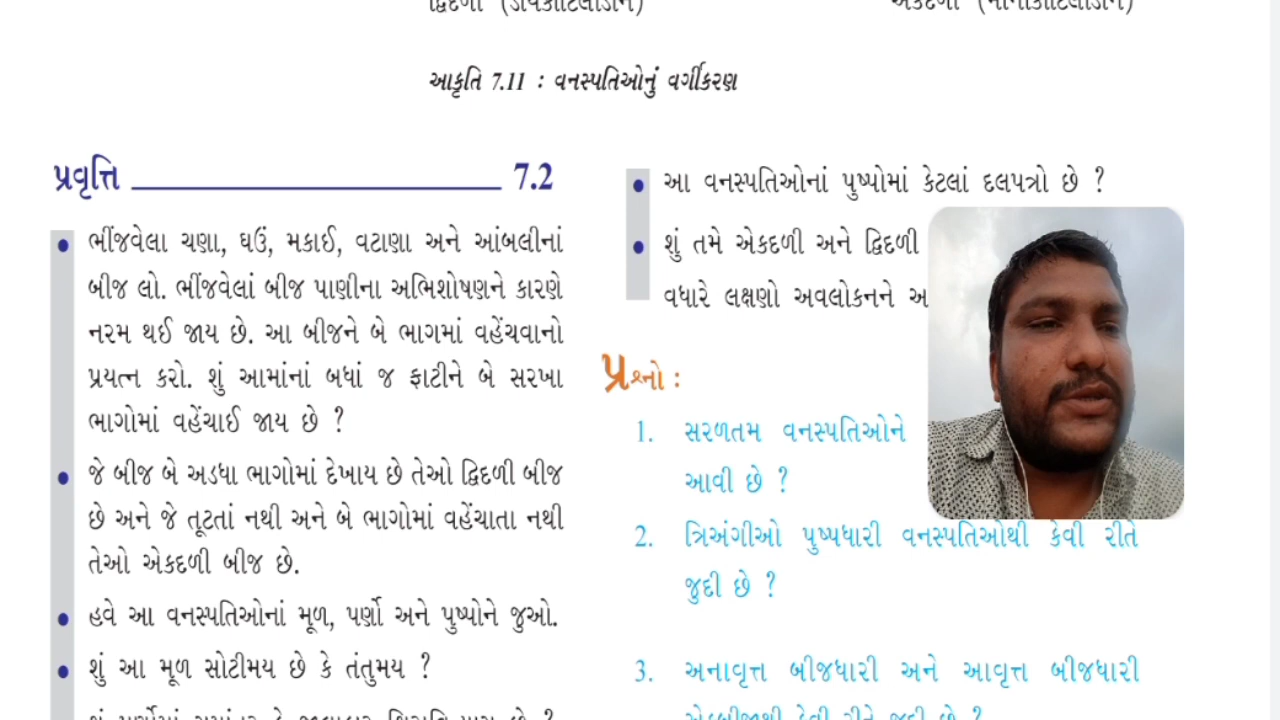 આકૃતિ 7.11 : વનસ્પતિઓનું વર્ગીકરણ
પ્રવૃત્તિ 7.2
• ભીંજવેલા ચણા, ઘઉં, મકાઈ, વટાણા અને આંબલીનાં
બીજ લો. ભીંજવેલાં બીજ પાણીના અભિશોષણને કારણે
નરમ થઈ જાય છે. આ બીજને બે ભાગમાં વહેંચવાનો
પ્રયત્ન કરો. શું આમાંનાં બધાં જ ફાટીને બે સરખા
ભાગોમાં વહેંચાઈ જાય છે ?
• જે બીજ બે અડધા ભાગોમાં દેખાય છે તેઓ દ્વિદળી બીજ
છે અને જે તૂટતાં નથી અને બે ભાગોમાં વહેંચાતા નથી
તેઓ એકદળી બીજ છે.
• હવે આ વનસ્પતિઓનાં મૂળ, પર્ણો અને પુષ્પોને જુઓ.
• શું આ મૂળ સોટીમય છે કે તંતુમય ?
• આ વનસ્પતિઓનાં પુષ્પોમાં કેટલાં દલપત્રો છે ?
• શું તમે એકદળી અને દ્વિદળી
વધારે લક્ષણો અવલોકનને
પ્રશ્નો :
1. સરળતમ વનસ્પતિઓને
આવી છે ?
2. ત્રિઅંગીઓ પુષ્પધારી વનસ્પતિઓથી કેવી રીતે
જુદી છે ?
3. અનાવૃત્ત બીજધારી અને આવૃત્ત બીજધારી